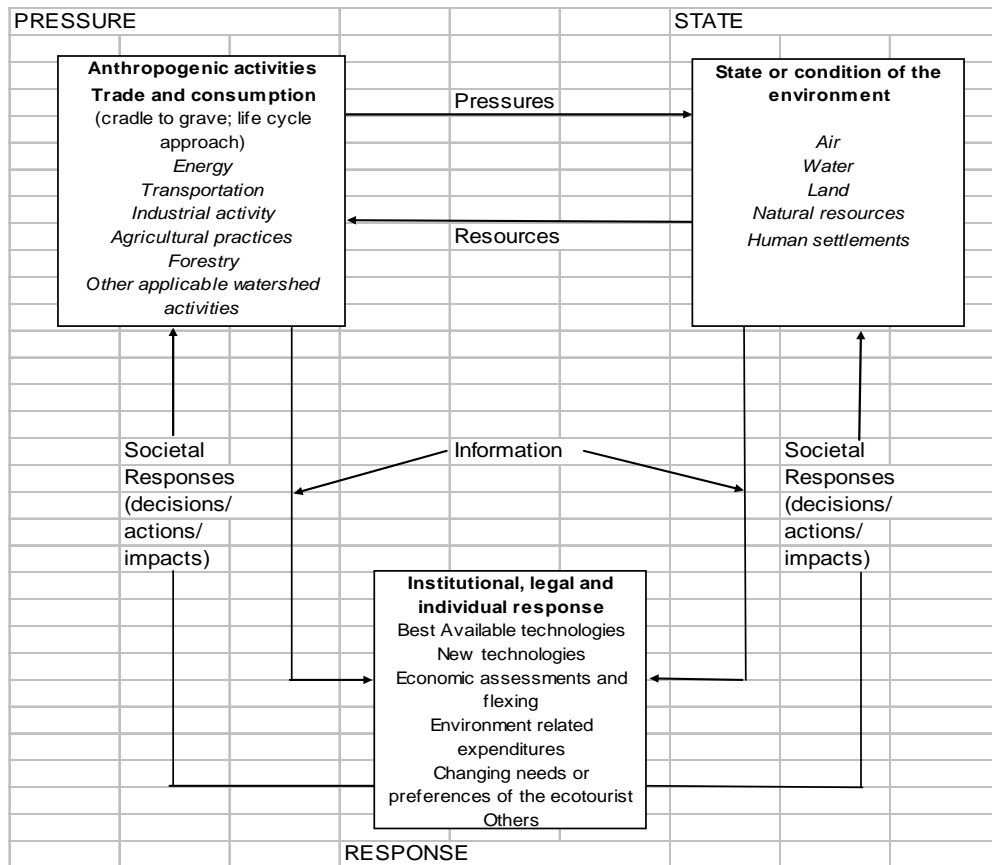 PRESSURE
STATE
Anthropogenic activities
Trade and consumption
(cradle to grave; life cycle
approach)
Energy
Transportation
Industrial activity
Agricultural practices
Forestry
Other applicable watershed
activities
Pressures
Resources
State or condition of the
environment
Air
Water
Land
Natural resources
Human settlements
Societal
Responses
(decisions/
actions/
impacts)
Information
Societal
Responses
(decisions/
actions/
impacts)
Institutional, legal and
individual response
Best Available technologies
New technologies
Economic assessments and
flexing
Environment related
expenditures
Changing needs or
preferences of the ecotourist
Others
RESPONSE